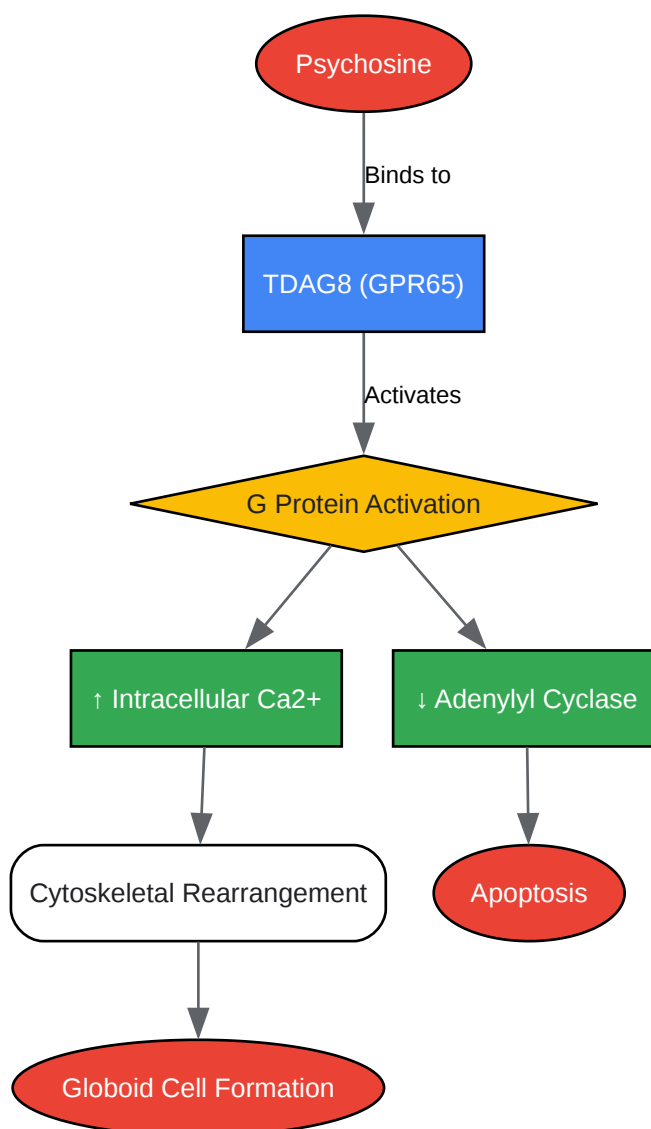 Psychosine
Binds to
TDAG8 (GPR65)
Activates
G Protein Activation
↑ Intracellular Ca2+
↓ Adenylyl Cyclase
Cytoskeletal Rearrangement
Apoptosis
Globoid Cell Formation